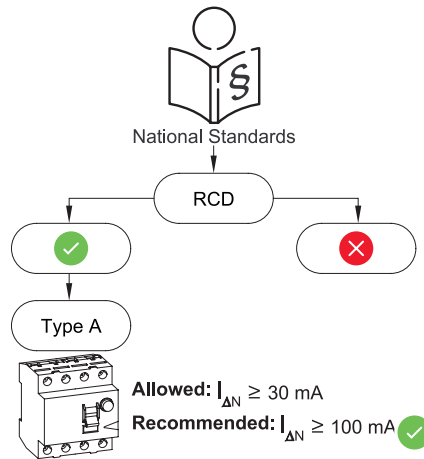 §
National Standards
RCD
Type A
Allowed: IΔN ≥ 30 mA
Recommended: IΔN ≥ 100 mA